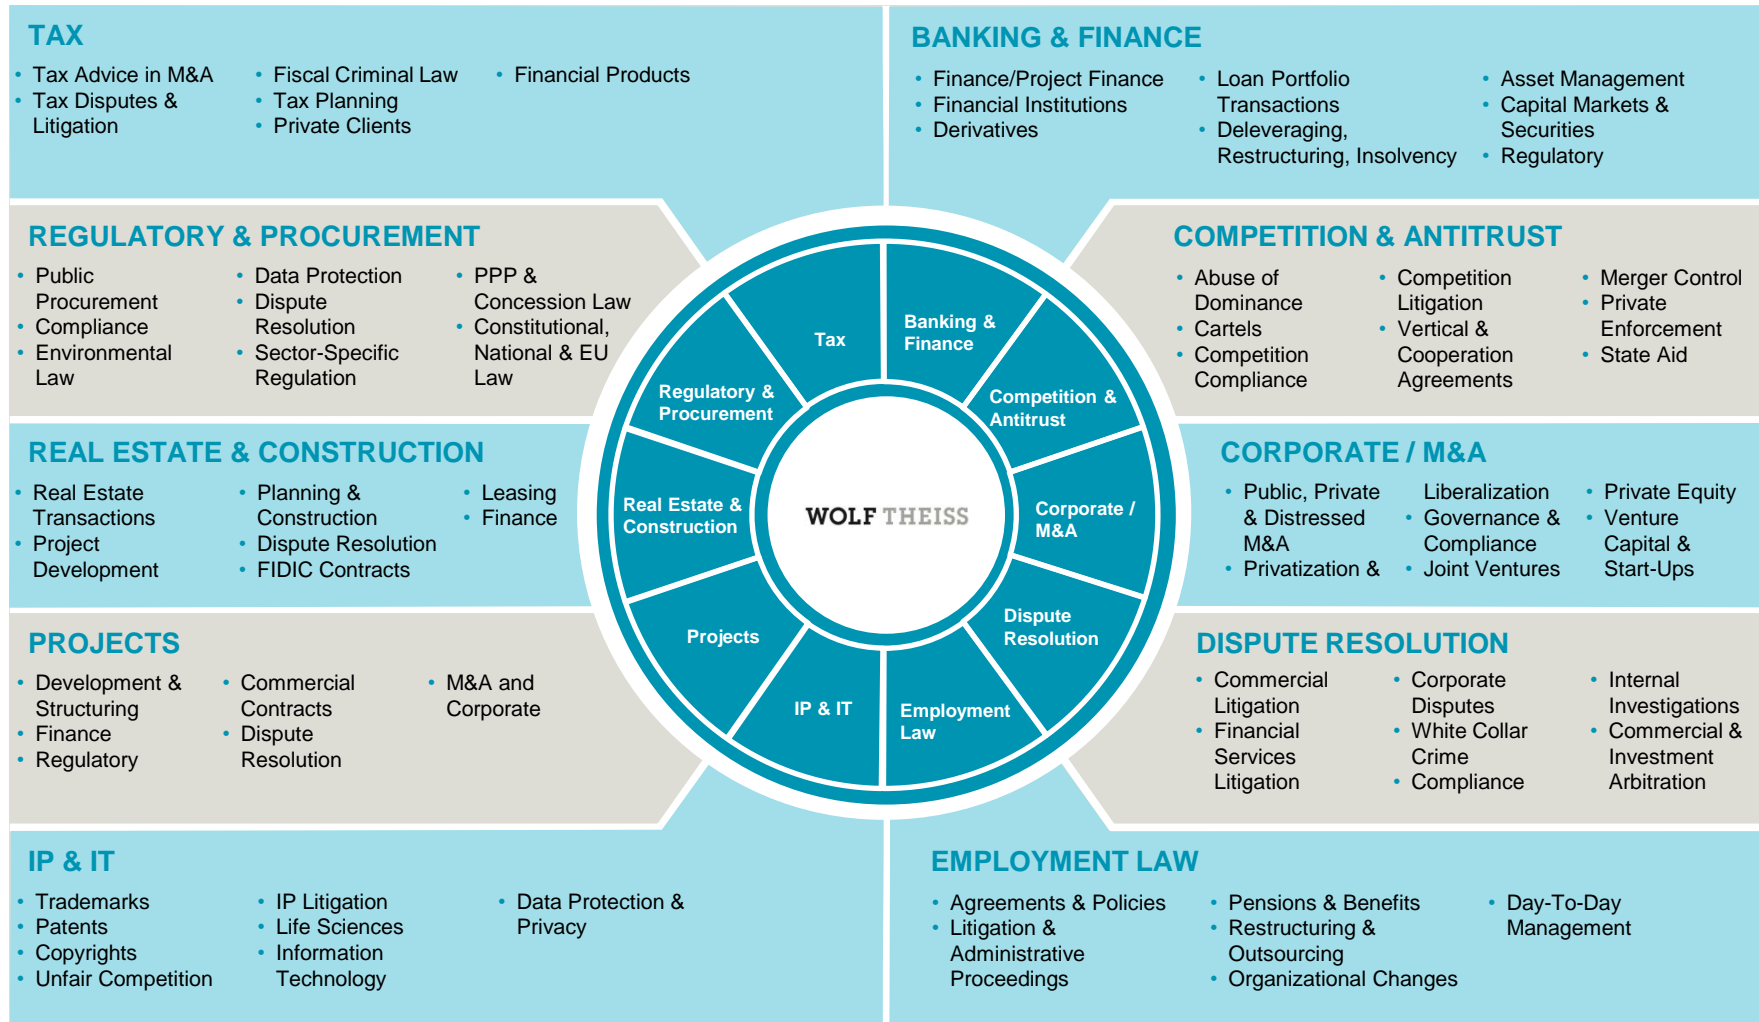 TAX
• Tax Advice in M&A
• Tax Disputes &
Litigation
• Fiscal Criminal Law
• Tax Planning
• Private Clients
• Financial Products
BANKING & FINANCE
• Finance/Project Finance
• Financial Institutions
• Derivatives
• Loan Portfolio
Transactions
• Deleveraging,
Restructuring, Insolvency
• Asset Management
• Capital Markets &
Securities
• Regulatory
REGULATORY & PROCUREMENT
• Public
Procurement
• Compliance
• Environmental
Law
• Data Protection
• Dispute
Resolution
• Sector-Specific
Regulation
• PPP &
Concession Law
• Constitutional,
National & EU
Law
COMPETITION & ANTITRUST
• Abuse of
Dominance
• Cartels
• Competition
Compliance
• Competition
Litigation
• Vertical &
Cooperation
Agreements
• Merger Control
• Private
Enforcement
• State Aid
REAL ESTATE & CONSTRUCTION
• Real Estate
Transactions
• Project
Development
• Planning &
Construction
• Dispute Resolution
• FIDIC Contracts
• Leasing
• Finance
CORPORATE / M&A
• Public, Private
& Distressed
M&A
• Privatization &
Liberalization
• Governance &
Compliance
• Joint Ventures
• Private Equity
• Venture
Capital &
Start-Ups
PROJECTS
• Development &
Structuring
• Finance
• Regulatory
• Commercial
Contracts
• Dispute
Resolution
• M&A and
Corporate
DISPUTE RESOLUTION
• Commercial
Litigation
• Financial
Services
Litigation
• Corporate
Disputes
• White Collar
Crime
• Compliance
• Internal
Investigations
• Commercial &
Investment
Arbitration
IP & IT
• Trademarks
• Patents
• Copyrights
• Unfair Competition
• IP Litigation
• Life Sciences
• Information
Technology
• Data Protection &
Privacy
EMPLOYMENT LAW
• Agreements & Policies
• Litigation &
Administrative
Proceedings
• Pensions & Benefits
• Restructuring &
Outsourcing
• Organizational Changes
• Day-To-Day
Management
Tax
Banking &
Finance
Competition &
Antitrust
Corporate /
M&A
Dispute
Resolution
Employment
Law
IP & IT
Projects
Real Estate &
Construction
Regulatory &
Procurement
WOLF THEISS